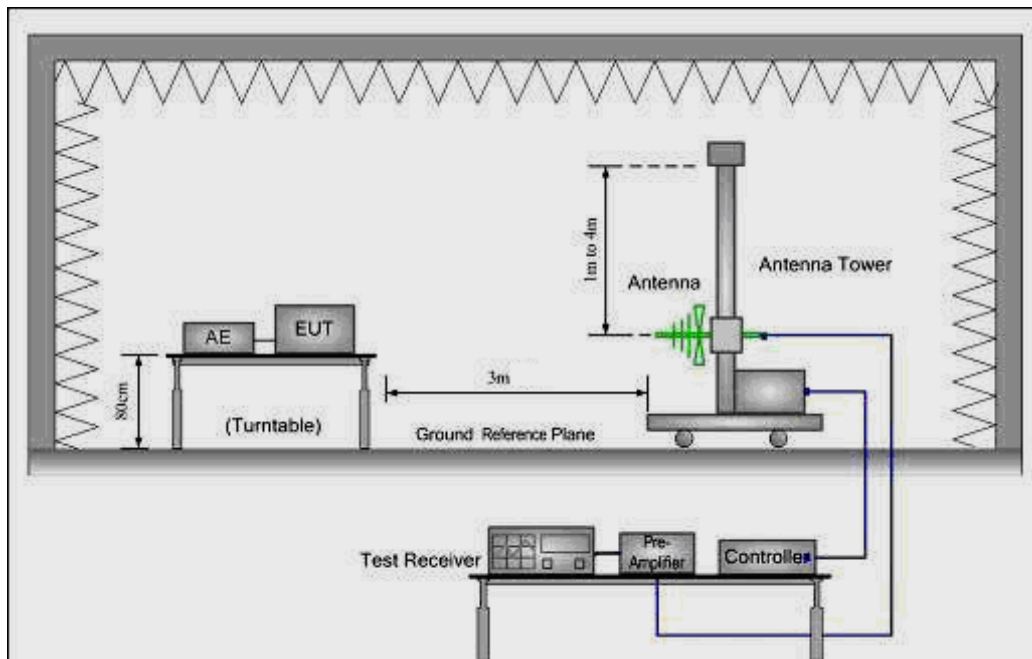 1m to 4m
Antenna
Antenna Tower
AE
EUT
80cm
3m
(Turntable)
Ground Reference Plane
Test Receiver
Pre-
Amplifier
Controller